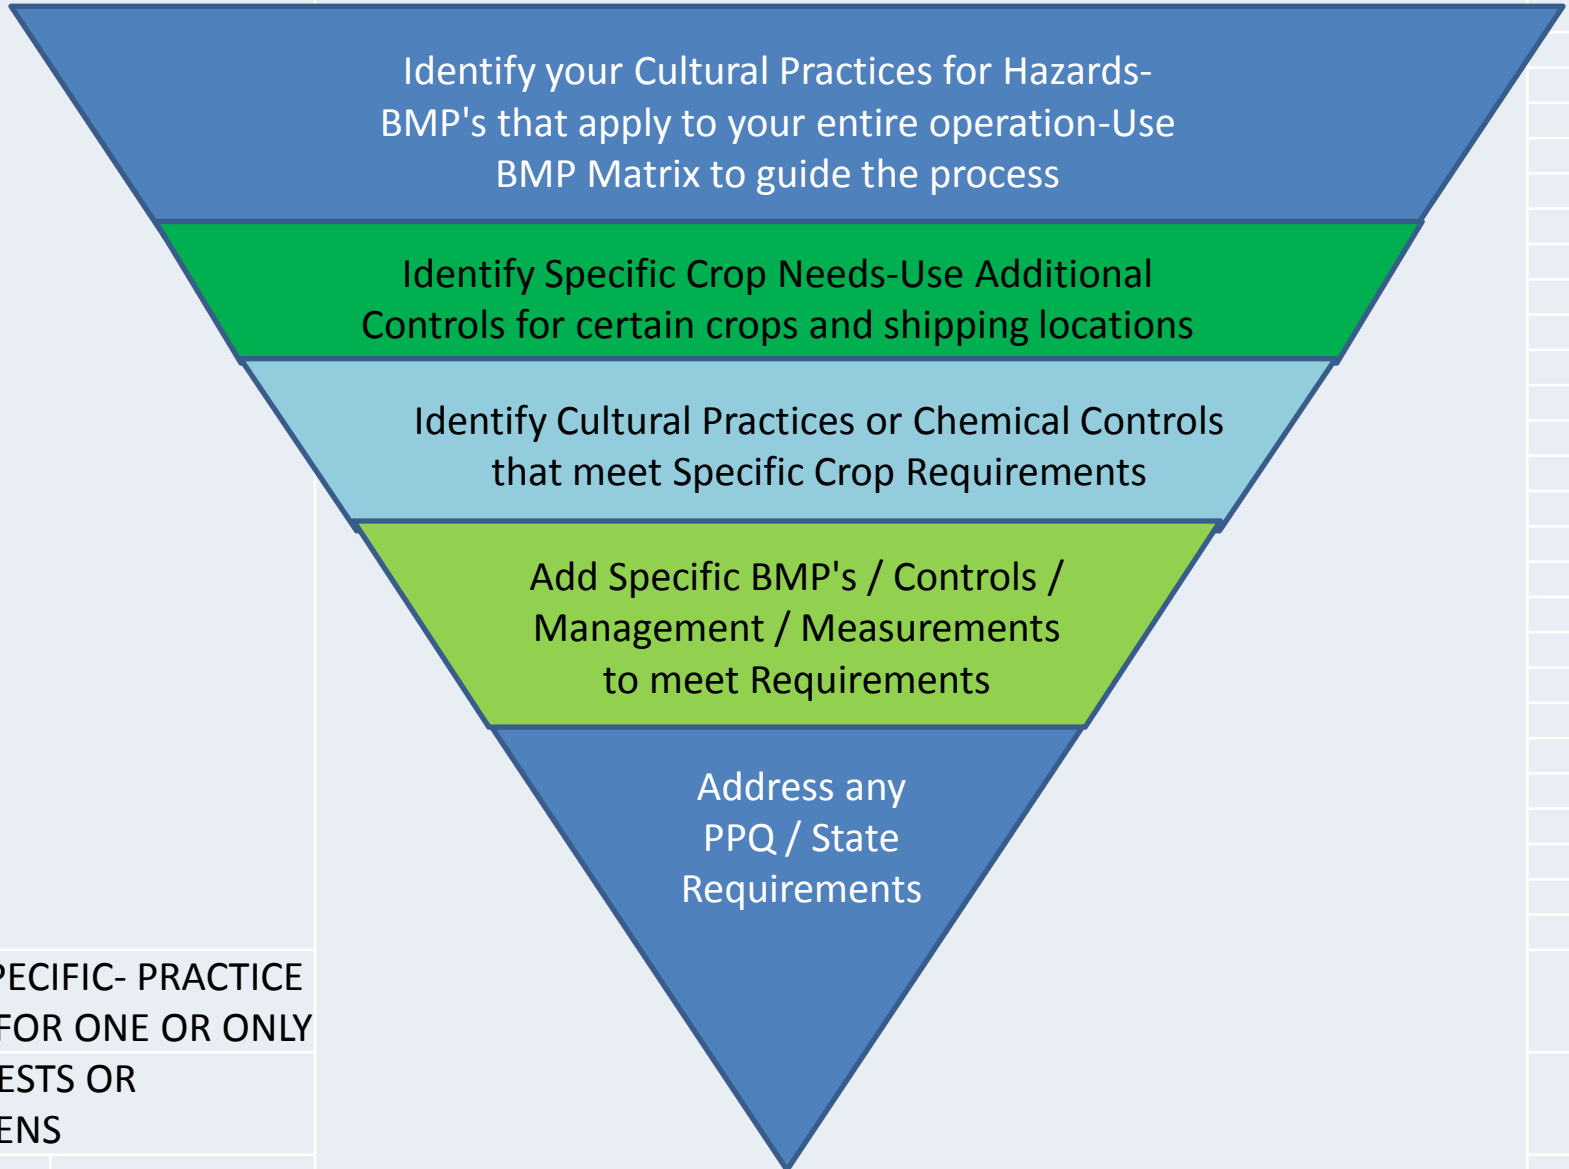 Identify your Cultural Practices for Hazards-
BMP's that apply to your entire operation-Use
BMP Matrix to guide the process
Identify Specific Crop Needs-Use Additional
Controls for certain crops and shipping locations
Identify Cultural Practices or Chemical Controls
that meet Specific Crop Requirements
Add Specific BMP's / Controls /
Management / Measurements
to meet Requirements
Address any
PPQ / State
Requirements
PECIFIC- PRACTICE
FOR ONE OR ONLY
ESTS OR
ENS